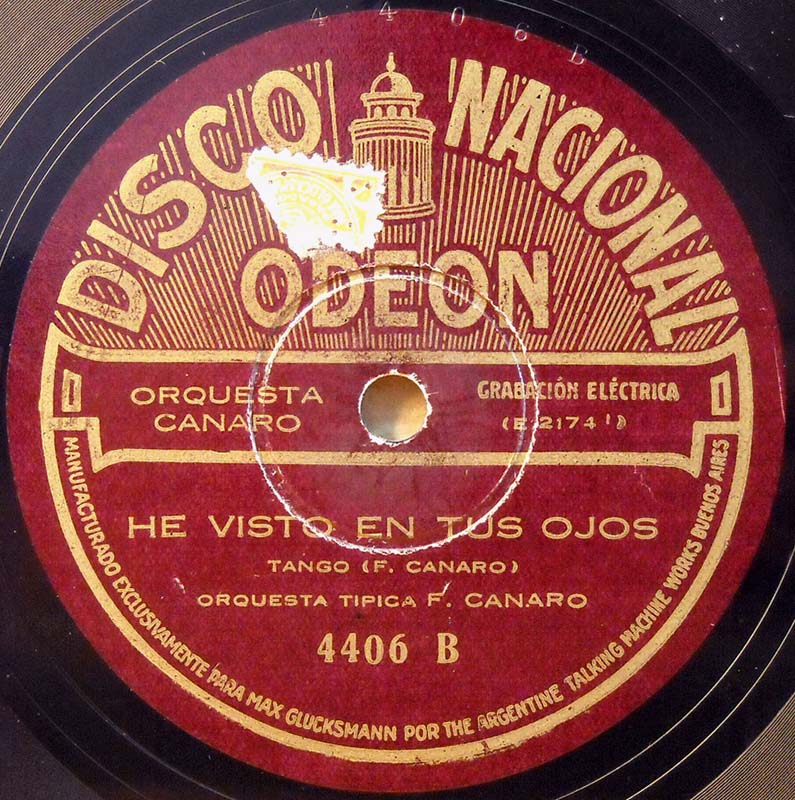 4406 B
DISCO NACIONAL
ODEON
ORQUESTA
CANARO
GRABACIÓN ELÉCTRICA
(E 2174 ¹)
HE VISTO EN TUS OJOS
TANGO (F. CANARO)
ORQUESTA TIPICA F. CANARO
4406 B
MANUFACTURADO EXCLUSIVAMENTE PARA MAX GLUCKSMANN POR THE ARGENTINE TALKING MACHINE WORKS BUENOS AIRES